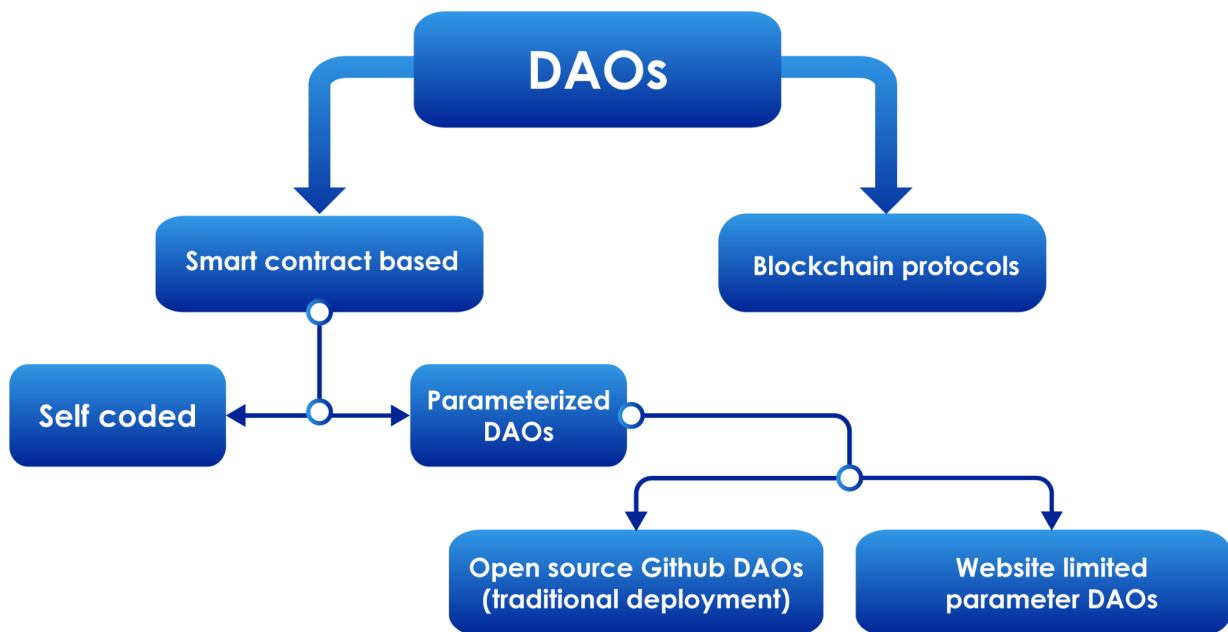 DAOs
Smart contract based
Blockchain protocols
Self coded
Parameterized
DAOs
Open source Github DAOs
(traditional deployment)
Website limited
parameter DAOs